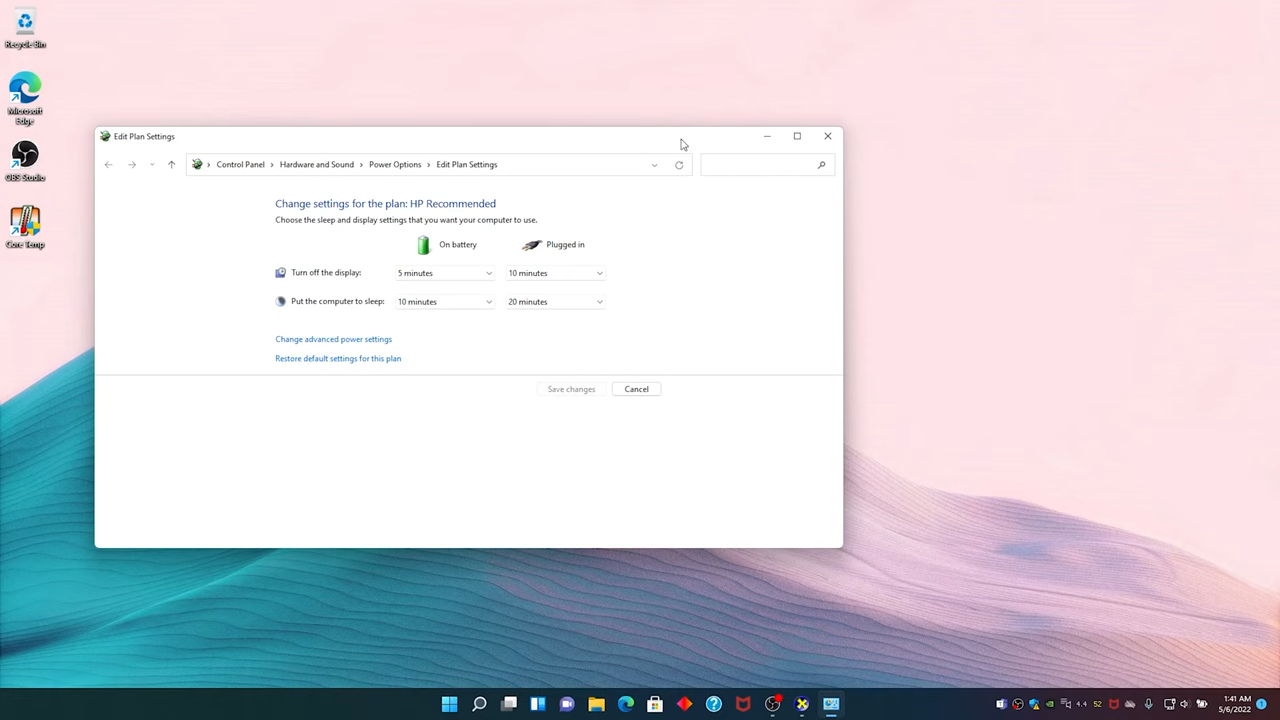 Recycle Bin
Microsoft
Edge
OBS Studio
Core Temp
Edit Plan Settings
Control Panel > Hardware and Sound > Power Options > Edit Plan Settings
Change settings for the plan: HP Recommended
Choose the sleep and display settings that you want your computer to use.
On battery
Plugged in
Turn off the display: 5 minutes 10 minutes
Put the computer to sleep: 10 minutes 20 minutes
Change advanced power settings
Restore default settings for this plan
Save changes Cancel
4.4 52 1:41 AM
5/6/2022